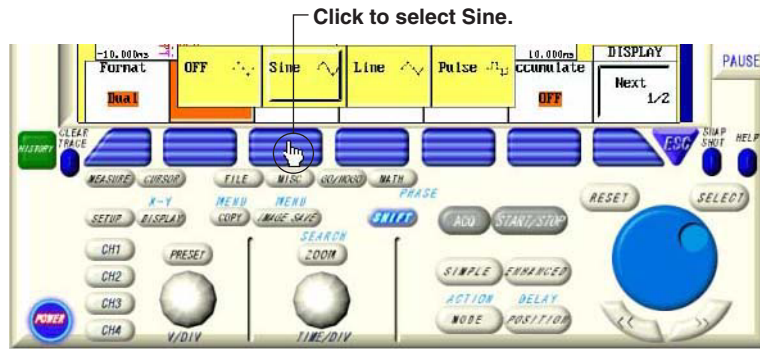 Click to select Sine.
-10.000ms 10.000ms DISPLAY
Format OFF Sine Line Pulse ccumulate Next
Dual OFF 1/2
PAUSE
HISTORY CLEAR TRACE ESC SNAP SHOT HELP
MEASURE CURSOR FILE MISC GO/NOGO MATH
X-Y MENU MENU PHASE RESET SELECT
SETUP DISPLAY COPY IMAGE SAVE SHIFT ACQ START/STOP
SEARCH
CH1 PRESET ZOOM
CH2 SIMPLE ENHANCED
CH3 ACTION DELAY
POWER CH4 V/DIV TIME/DIV MODE POSITION
<< >>